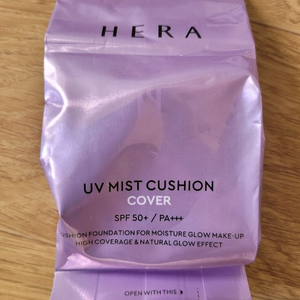 HERA
UV MIST CUSHION
COVER
SPF 50+ / PA+++
CUSHION FOUNDATION FOR MOISTURE GLOW MAKE-UP
HIGH COVERAGE & NATURAL GLOW EFFECT
OPEN WITH THIS